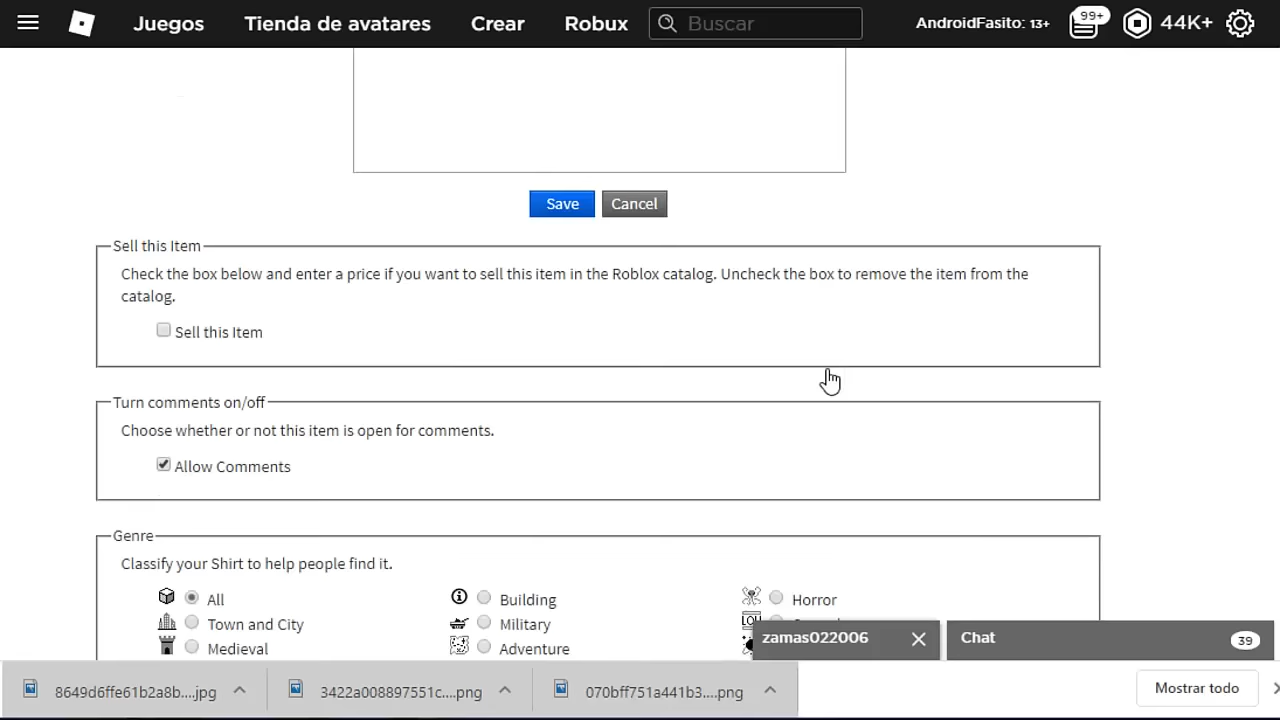 Juegos Tienda de avatares Crear Robux Buscar AndroidFasito: 13+ 99+ 44K+
Save Cancel
Sell this Item
Check the box below and enter a price if you want to sell this item in the Roblox catalog. Uncheck the box to remove the item from the
catalog.
Sell this Item
Turn comments on/off
Choose whether or not this item is open for comments.
Allow Comments
Genre
Classify your Shirt to help people find it.
All Building Horror
Town and City Military
Medieval Adventure
zamas022006 Chat 39
8649d6ffe61b2a8b....jpg 3422a008897551c....png 070bff751a441b3....png Mostrar todo